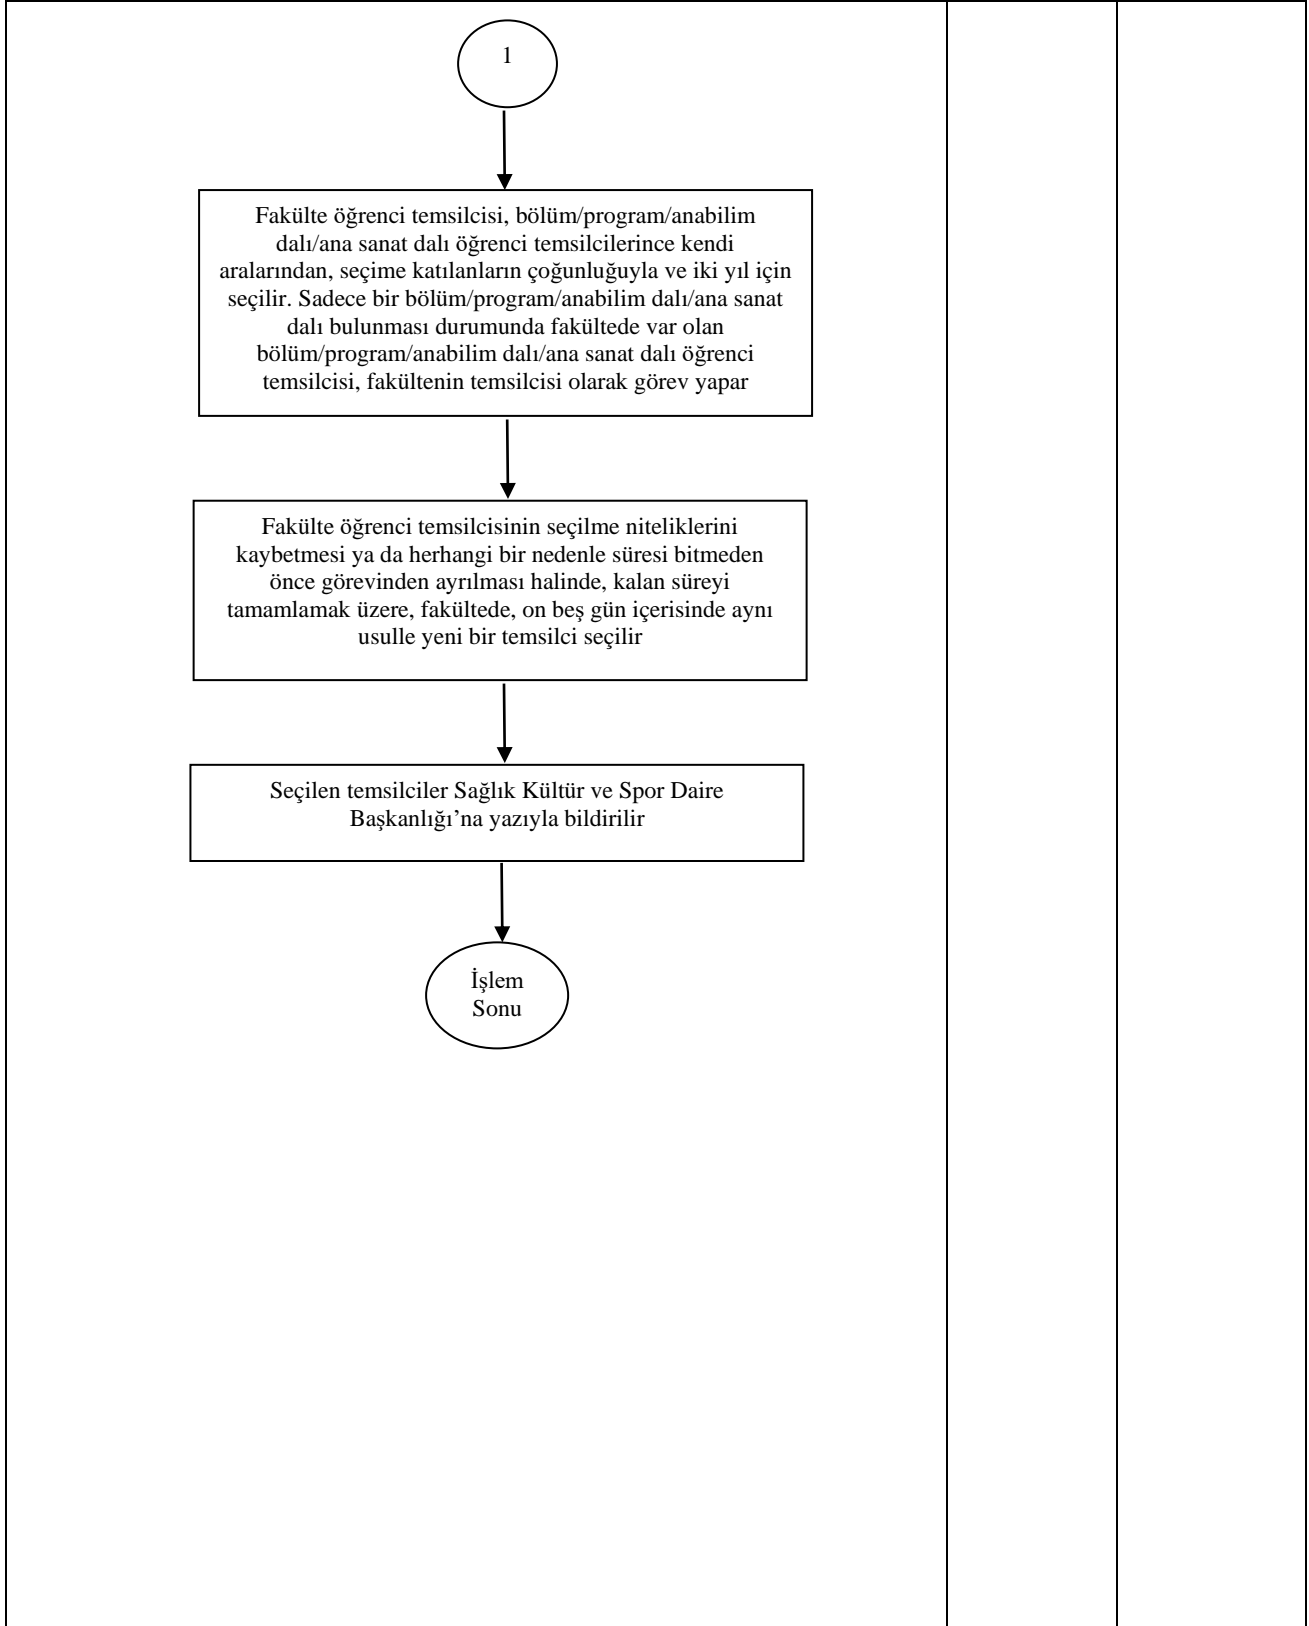 1
Fakülte öğrenci temsilcisi, bölüm/program/anabilim
dalı/ana sanat dalı öğrenci temsilcilerince kendi
aralarından, seçime katılanların çoğunluğuyla ve iki yıl için
seçilir. Sadece bir bölüm/program/anabilim dalı/ana sanat
dalı bulunması durumunda fakültede var olan
bölüm/program/anabilim dalı/ana sanat dalı öğrenci
temsilcisi, fakültenin temsilcisi olarak görev yapar
Fakülte öğrenci temsilcisinin seçilme niteliklerini
kaybetmesi ya da herhangi bir nedenle süresi bitmeden
önce görevinden ayrılması halinde, kalan süreyi
tamamlamak üzere, fakültede, on beş gün içerisinde aynı
usulle yeni bir temsilci seçilir
Seçilen temsilciler Sağlık Kültür ve Spor Daire
Başkanlığı’na yazıyla bildirilir
İşlem
Sonu